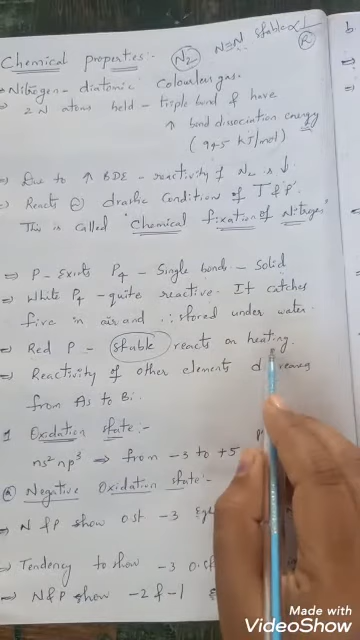 Chemical properties.
N₂
N≡N stable ∝ 1/R
Nitrogen - diatomic colourless gas.
2 N atoms held - triple bond & have
↑ bond dissociation energy
(945 kJ/mol)
Due to ↑ BDE - reactivity of N₂ is ↓
Reacts @ drastic conditions of T & P.
This is called "Chemical fixation of Nitrogen"
⇒ P - Exists P4 - Single bonds - Solid
⇒ White P4 - quite reactive. It catches
fire in air and ∴ stored under water.
⇒ Red P - Stable reacts on heating.
⇒ Reactivity of other elements
from As to Bi.
1 Oxidation state:-
ns² np³ ⇒ from -3 to +5
ⓐ Negative Oxidation state:-
⇒ N & P show o.st -3
⇒ Tendency to show -3 o.s
⇒ N & P show -2 & -1
b.
Made with
VideoShow